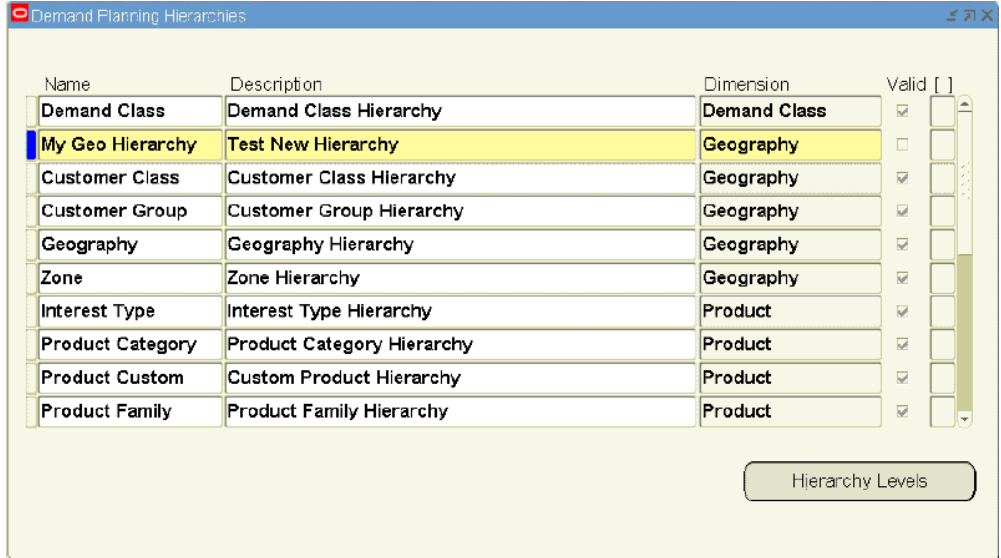 Demand Planning Hierarchies
Name Description Dimension Valid [ ]
Demand Class Demand Class Hierarchy Demand Class
My Geo Hierarchy Test New Hierarchy Geography
Customer Class Customer Class Hierarchy Geography
Customer Group Customer Group Hierarchy Geography
Geography Geography Hierarchy Geography
Zone Zone Hierarchy Geography
Interest Type Interest Type Hierarchy Product
Product Category Product Category Hierarchy Product
Product Custom Custom Product Hierarchy Product
Product Family Product Family Hierarchy Product
Hierarchy Levels